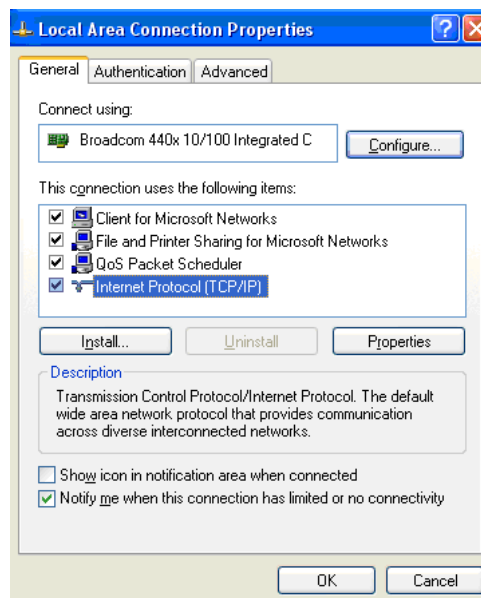 Local Area Connection Properties
General Authentication Advanced
Connect using:
Broadcom 440x 10/100 Integrated C
Configure...
This connection uses the following items:
Client for Microsoft Networks
File and Printer Sharing for Microsoft Networks
QoS Packet Scheduler
Internet Protocol (TCP/IP)
Install... Uninstall Properties
Description
Transmission Control Protocol/Internet Protocol. The default
wide area network protocol that provides communication
across diverse interconnected networks.
Show icon in notification area when connected
Notify me when this connection has limited or no connectivity
OK Cancel